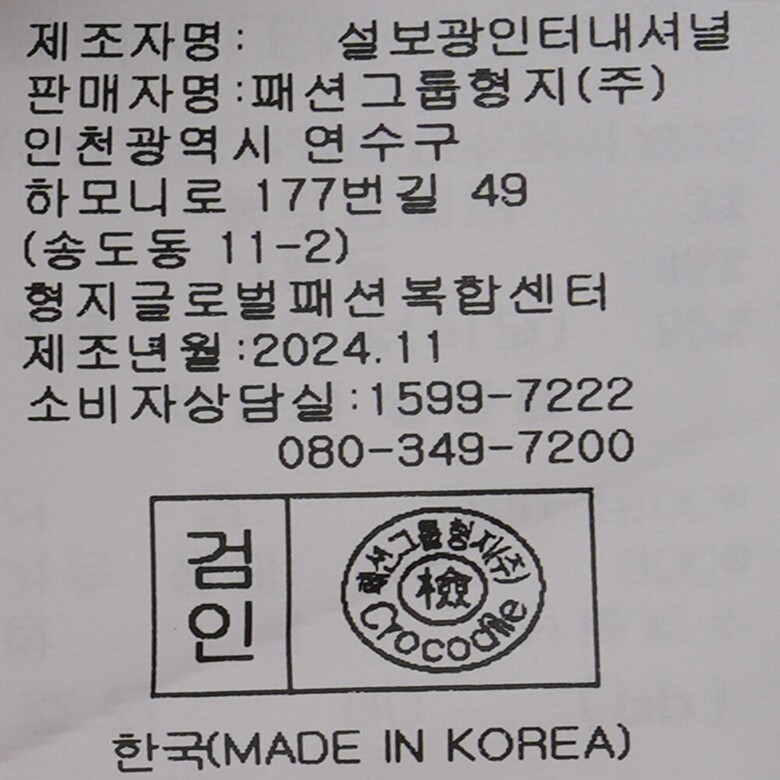 제조자명: 설보광인터내셔널
판매자명:패션그룹형지(주)
인천광역시 연수구
하모니로 177번길 49
(송도동 11-2)
형지글로벌패션복합센터
제조년월:2024.11
소비자상담실:1599-7222
080-349-7200
검인
패션그룹형지(주)
檢
Crocodile
한국(MADE IN KOREA)